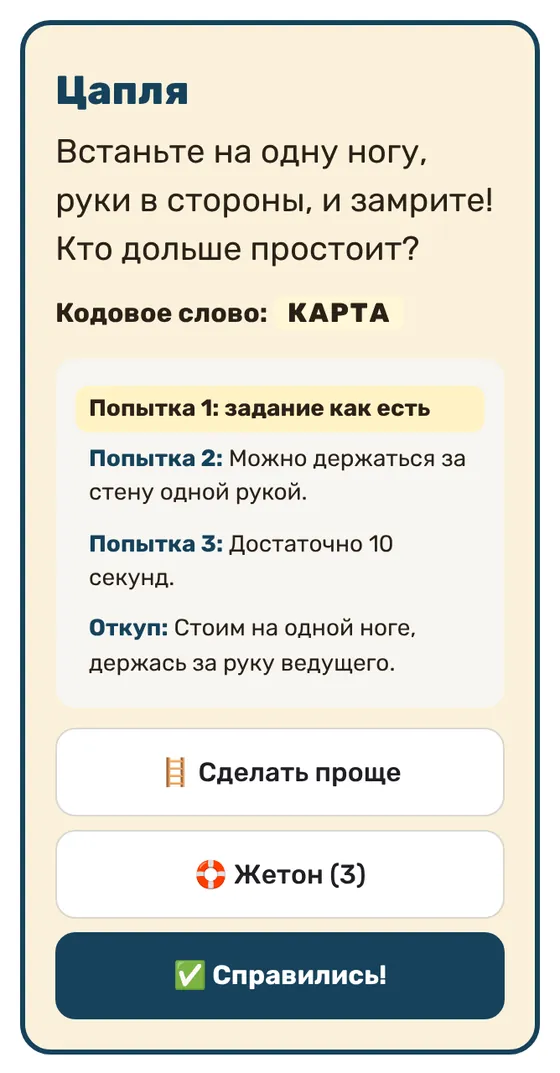 Цапля
Встаньте на одну ногу,
руки в стороны, и замрите!
Кто дольше простоит?
Кодовое слово: КАРТА
Попытка 1: задание как есть
Попытка 2: Можно держаться за
стену одной рукой.
Попытка 3: Достаточно 10
секунд.
Откуп: Стоим на одной ноге,
держась за руку ведущего.
🪜 Сделать проще
🛟 Жетон (3)
✅ Справились!